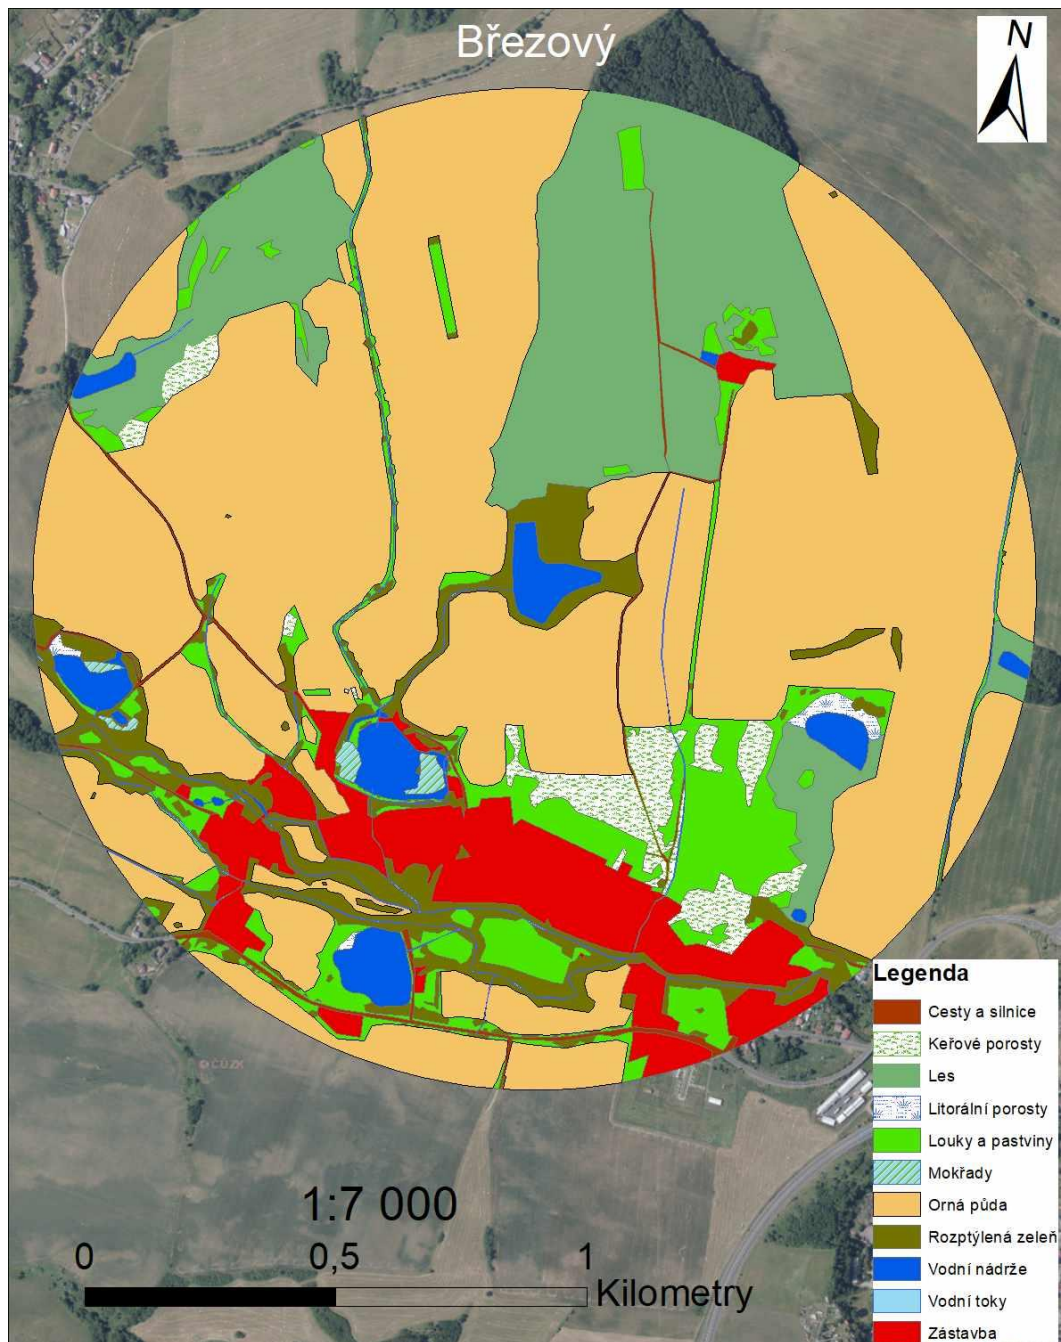 Březový
N
© ČÚZK
1:7 000
0 0,5 1
Kilometry
Legenda
Cesty a silnice
Keřové porosty
Les
Litorální porosty
Louky a pastviny
Mokřady
Orná půda
Rozptýlená zeleň
Vodní nádrže
Vodní toky
Zástavba